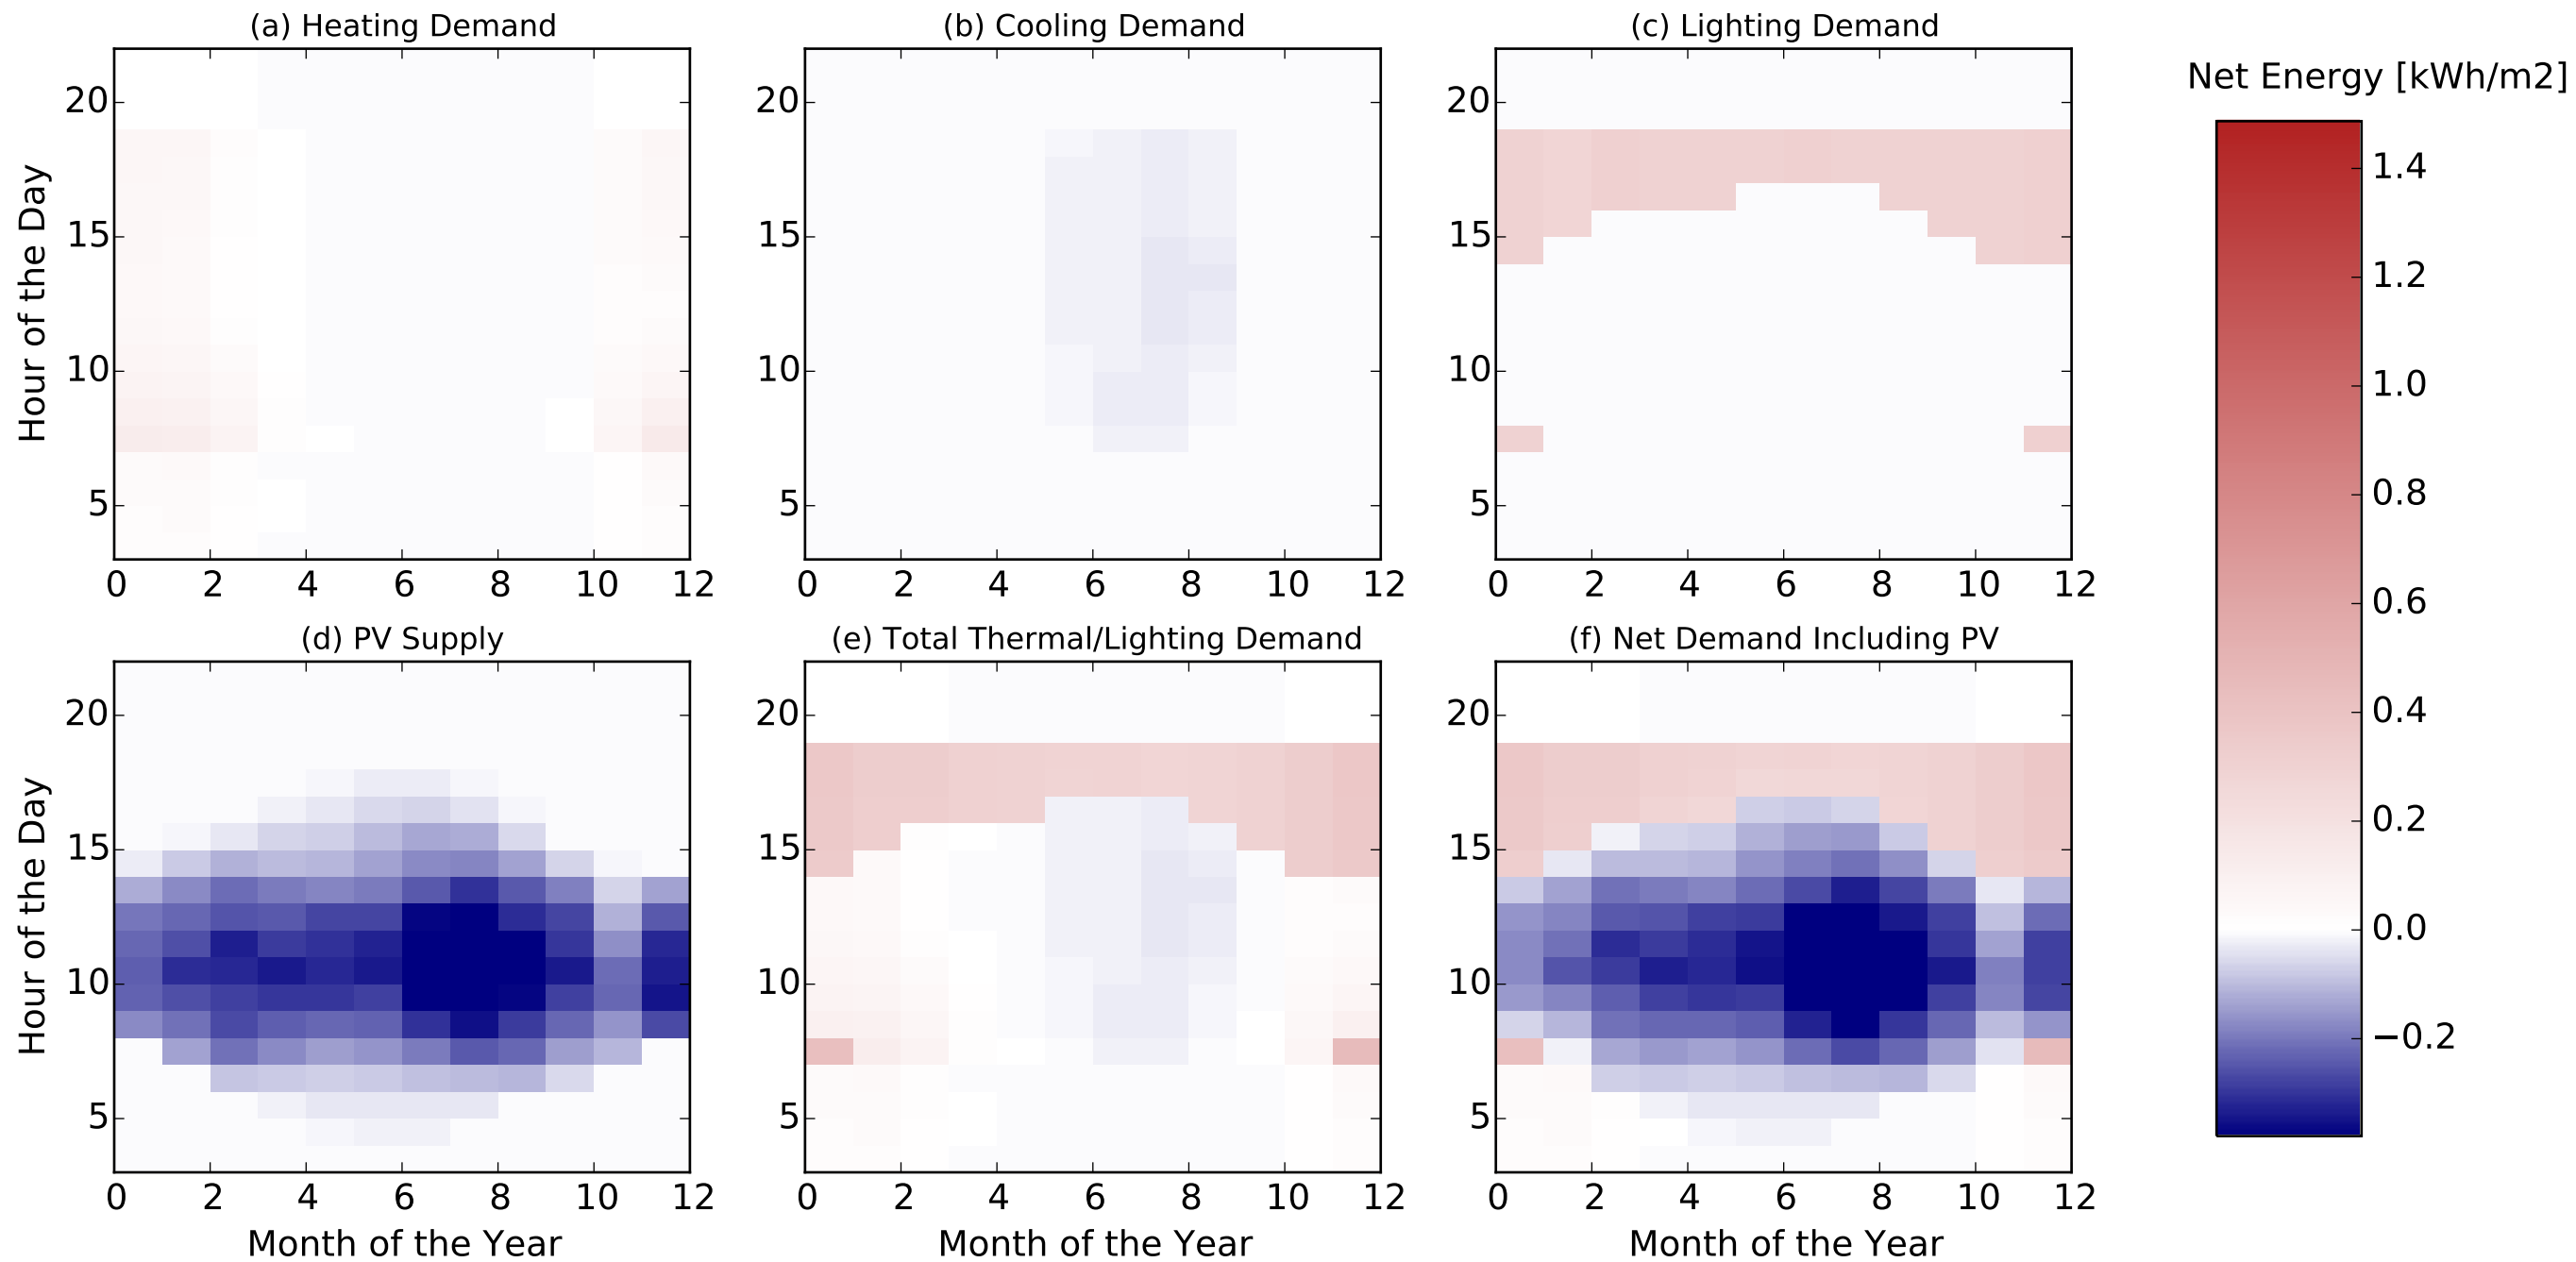 (a) Heating Demand
(b) Cooling Demand
(c) Lighting Demand
Net Energy [kWh/m2]
Hour of the Day
20
15
10
5
0 2 4 6 8 10 12
20
15
10
5
0 2 4 6 8 10 12
20
15
10
5
0 2 4 6 8 10 12
1.4
1.2
1.0
0.8
0.6
0.4
0.2
0.0
−0.2
(d) PV Supply
(e) Total Thermal/Lighting Demand
(f) Net Demand Including PV
Hour of the Day
20
15
10
5
0 2 4 6 8 10 12
Month of the Year
20
15
10
5
0 2 4 6 8 10 12
Month of the Year
20
15
10
5
0 2 4 6 8 10 12
Month of the Year